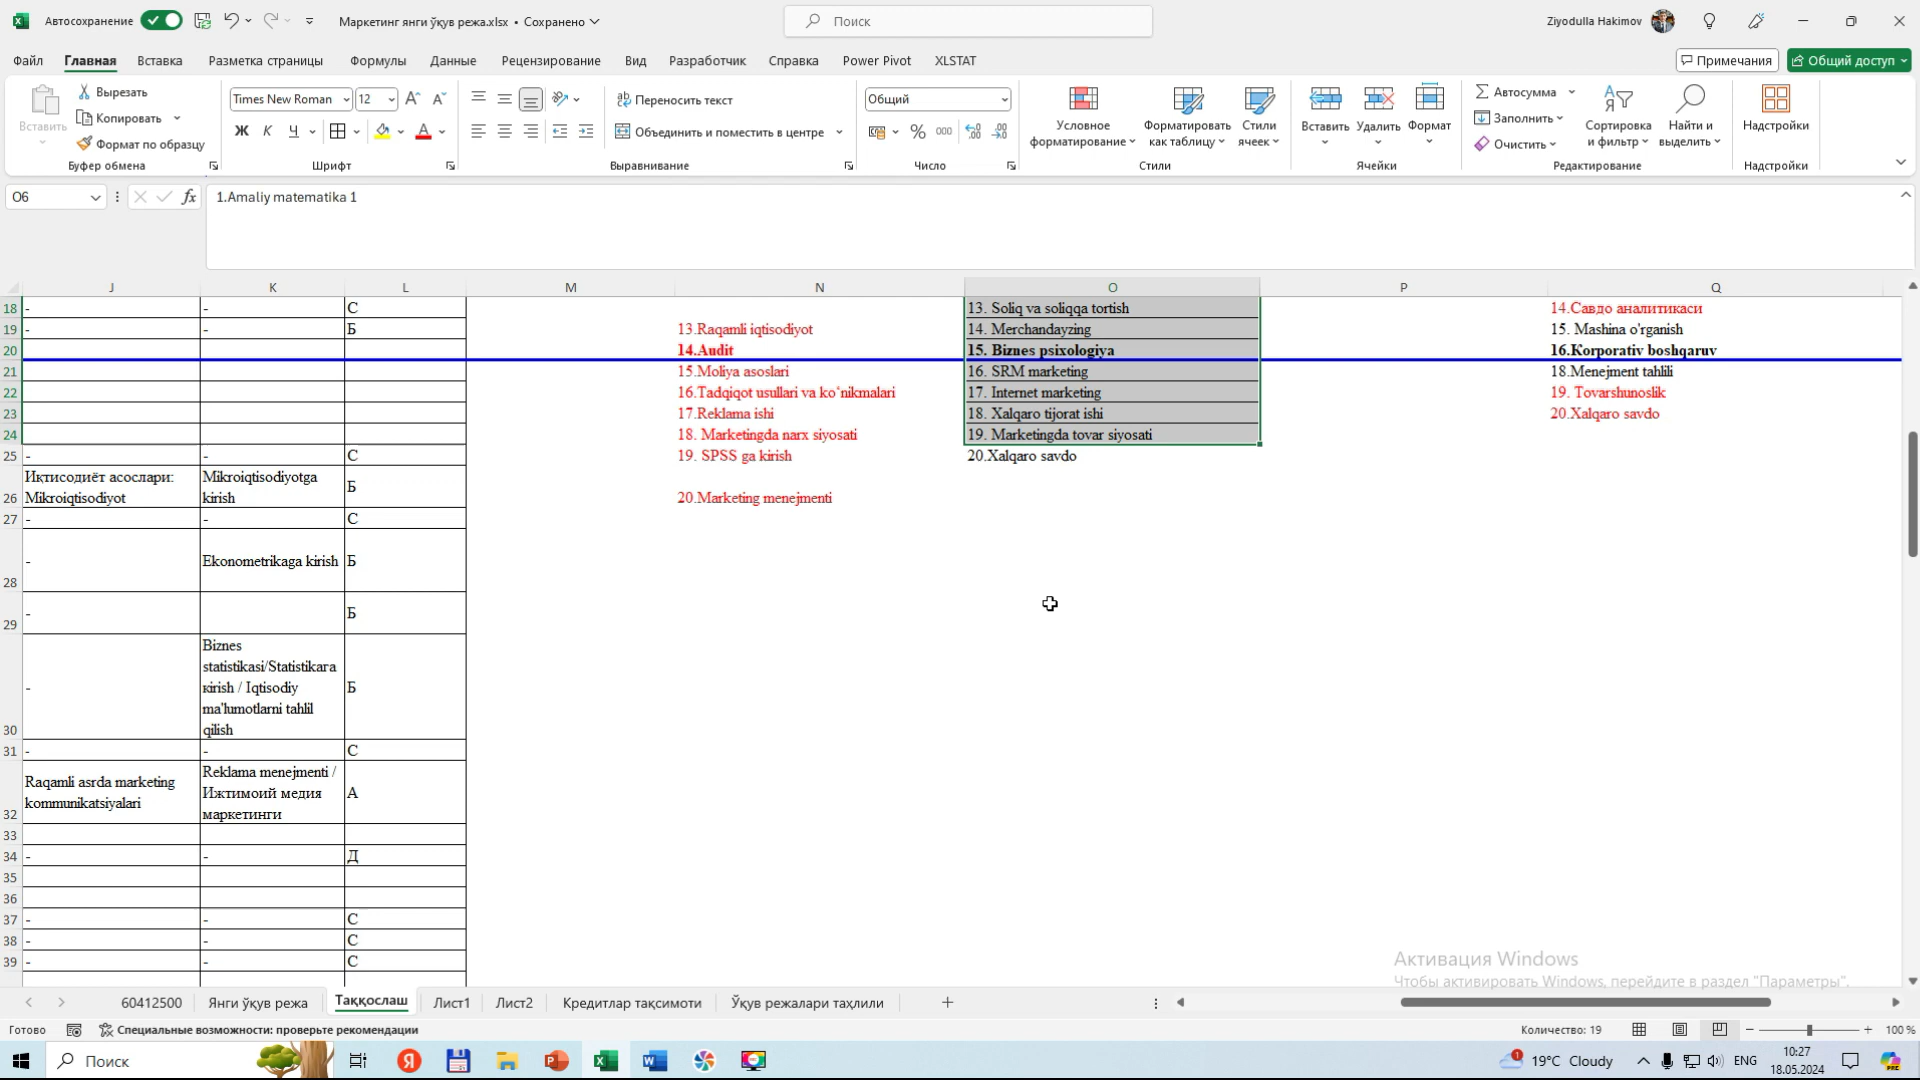 Автосохранение
Маркетинг янги ўқув режа.xlsx • Сохранено
Поиск
Ziyodulla Hakimov
Файл Главная Вставка Разметка страницы Формулы Данные Рецензирование Вид Разработчик Справка Power Pivot XLSTAT
Примечания Общий доступ
Вставить
Вырезать
Копировать
Формат по образцу
Буфер обмена
Times New Roman 12
Ж К Ч
Шрифт
Переносить текст
Объединить и поместить в центре
Выравнивание
Общий
% 000
Число
Условное форматирование
Форматировать как таблицу
Стили ячеек
Стили
Вставить Удалить Формат
Ячейки
Автосумма
Заполнить
Очистить
Сортировка и фильтр
Найти и выделить
Редактирование
Надстройки
Надстройки
O6 fx 1.Amaliy matematika 1
J K L M N O P Q
18 - - С 13. Soliq va soliqqa tortish 14.Савдо аналитикаси
19 - - Б 13.Raqamli iqtisodiyot 14. Merchandayzing 15. Mashina o'rganish
20 14.Audit 15. Biznes psixologiya 16.Korporativ boshqaruv
21 15.Moliya asoslari 16. SRM marketing 18.Menejment tahlili
22 16.Tadqiqot usullari va ko‘nikmalari 17. Internet marketing 19. Tovarshunoslik
23 17.Reklama ishi 18. Xalqaro tijorat ishi 20.Xalqaro savdo
24 18. Marketingda narx siyosati 19. Marketingda tovar siyosati
25 - - С 19. SPSS ga kirish 20.Xalqaro savdo
26 Иқтисодиёт асослари: Mikroiqtisodiyot Mikroiqtisodiyotga kirish Б 20.Marketing menejmenti
27 - - С
28 - Ekonometrikaga kirish Б
29 - Б
30 - Biznes statistikasi/Statistikaга кirish / Iqtisodiy ma'lumotlarni tahlil qilish Б
31 - - С
32 Raqamli asrda marketing kommunikatsiyalari Reklama menejmenti / Ижтимоий медия маркетинги А
33
34 - - Д
35
36
37 - - С
38 - - С
39 - - С
Активация Windows
Чтобы активировать Windows, перейдите в раздел "Параметры".
60412500 Янги ўқув режа Таққослаш Лист1 Лист2 Кредитлар тақсимоти Ўқув режалари таҳлили
Готово Специальные возможности: проверьте рекомендации Количество: 19 100 %
Поиск
1 19°C Cloudy ENG 10:27
18.05.2024